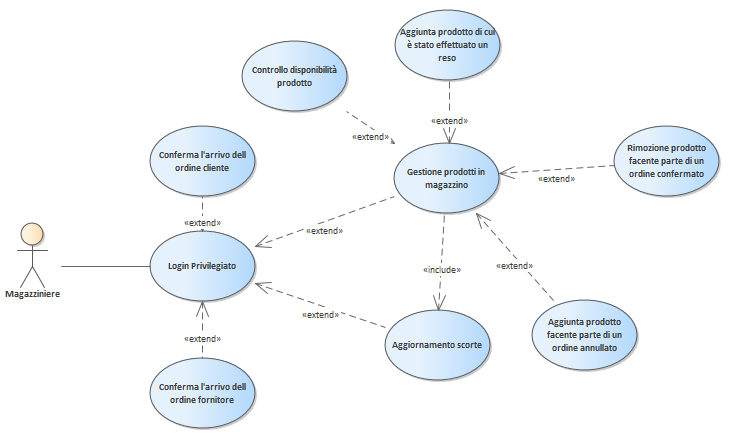 Aggiunta prodotto di cui
è stato effettuato un
reso
Controllo disponibilità
prodotto
«extend»
«extend»
Conferma l'arrivo dell
ordine cliente
Gestione prodotti in
magazzino
Rimozione prodotto
facente parte di un
ordine confermato
«extend»
«extend»
«extend»
Login Privilegiato
«include»
«extend»
Magazziniere
«extend»
«extend»
Aggiornamento scorte
Aggiunta prodotto
facente parte di un
ordine annullato
Conferma l'arrivo dell
ordine fornitore